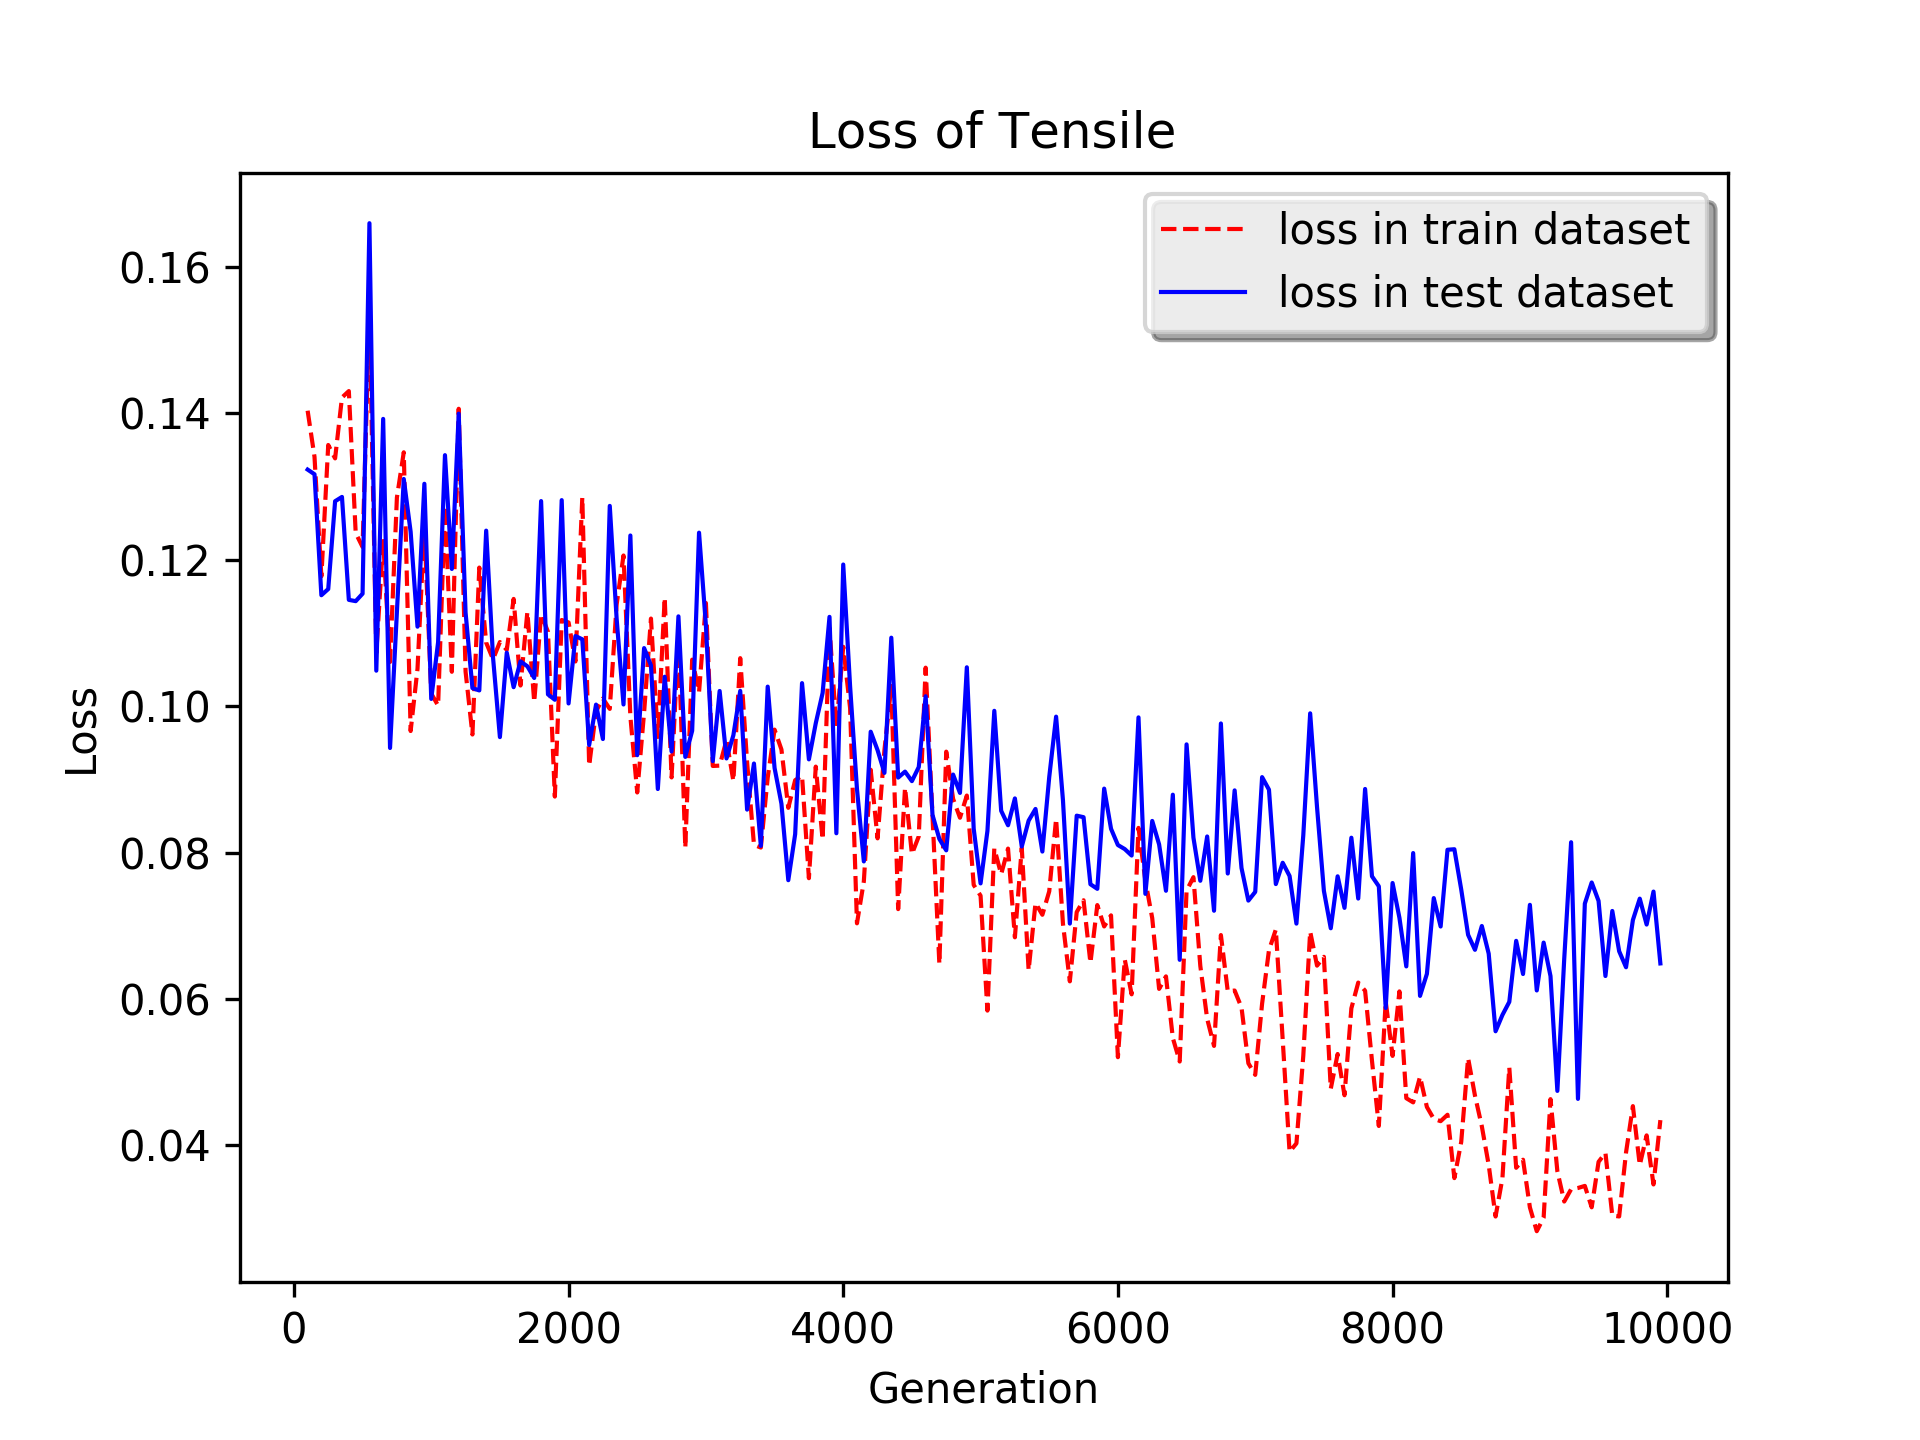 Loss of Tensile
loss in train dataset
loss in test dataset
0.16
0.14
0.12
0.10
0.08
0.06
0.04
Loss
0 2000 4000 6000 8000 10000
Generation